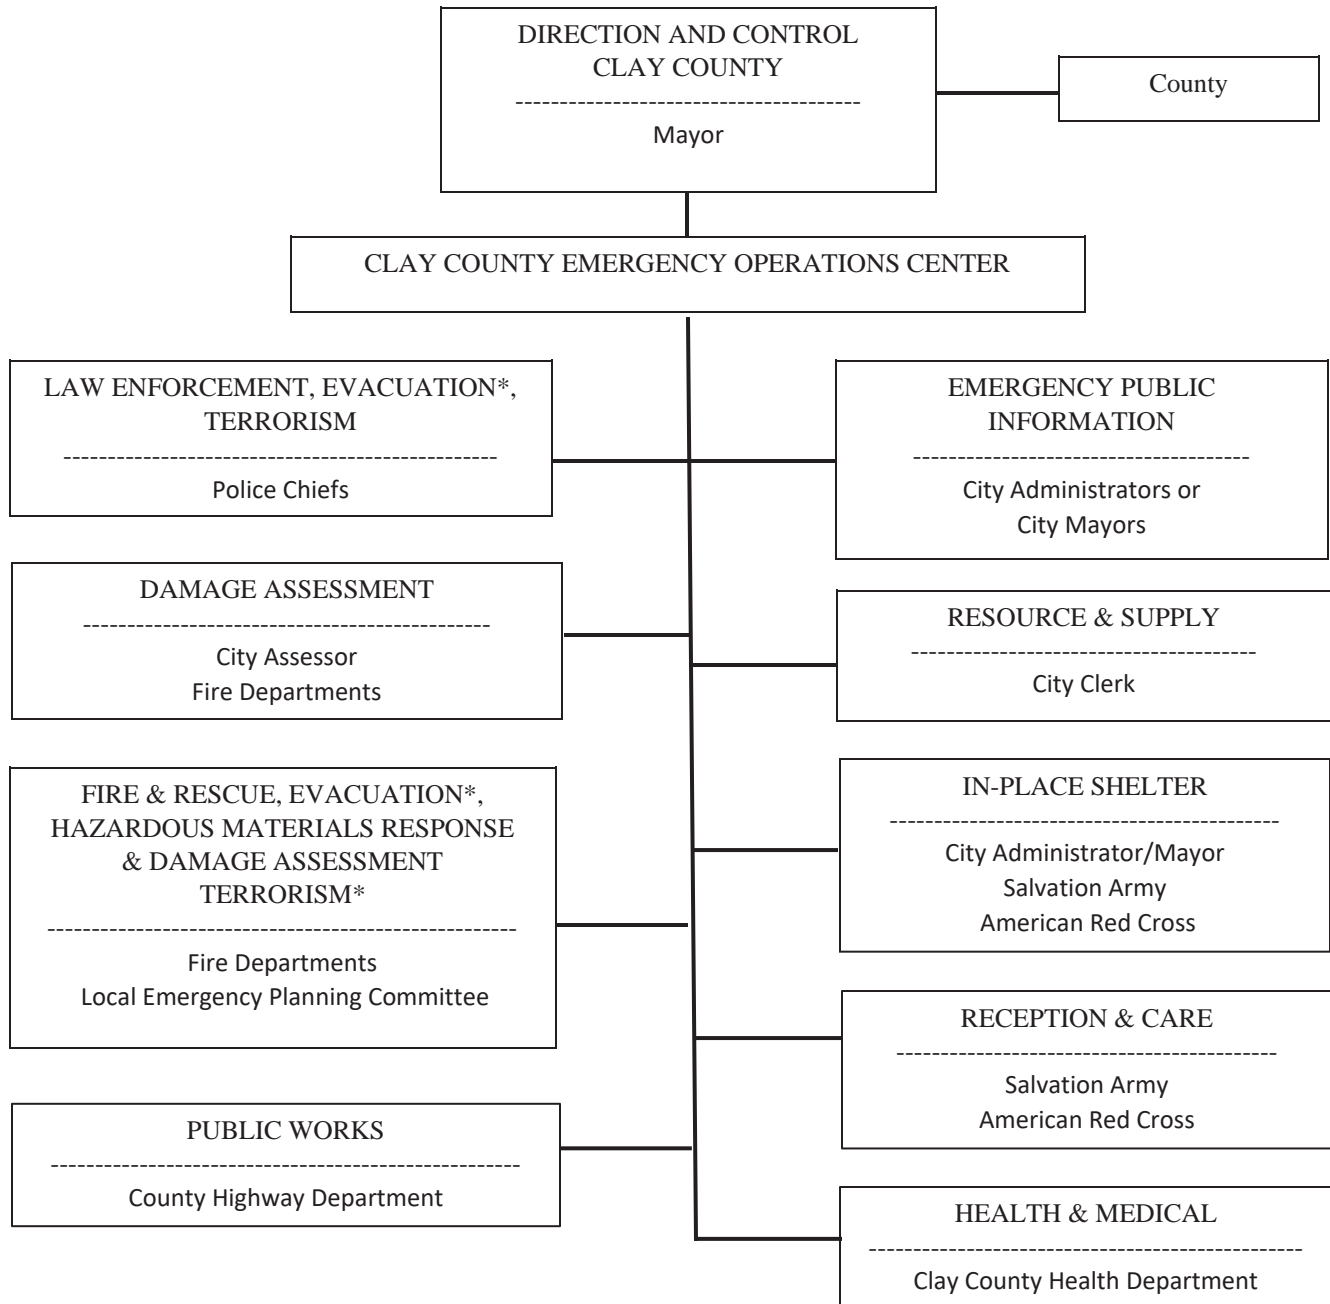 DIRECTION AND CONTROL
CLAY COUNTY
---------------------------------------
Mayor
County
CLAY COUNTY EMERGENCY OPERATIONS CENTER
LAW ENFORCEMENT, EVACUATION*,
TERRORISM
-------------------------------------------------
Police Chiefs
EMERGENCY PUBLIC
INFORMATION
--------------------------------------
City Administrators or
City Mayors
DAMAGE ASSESSMENT
----------------------------------------------
City Assessor
Fire Departments
RESOURCE & SUPPLY
---------------------------------------
City Clerk
FIRE & RESCUE, EVACUATION*,
HAZARDOUS MATERIALS RESPONSE
& DAMAGE ASSESSMENT
TERRORISM*
-----------------------------------------------------
Fire Departments
Local Emergency Planning Committee
IN-PLACE SHELTER
--------------------------------------------
City Administrator/Mayor
Salvation Army
American Red Cross
RECEPTION & CARE
-------------------------------------------
Salvation Army
American Red Cross
PUBLIC WORKS
-----------------------------------------------------
County Highway Department
HEALTH & MEDICAL
-------------------------------------------------
Clay County Health Department